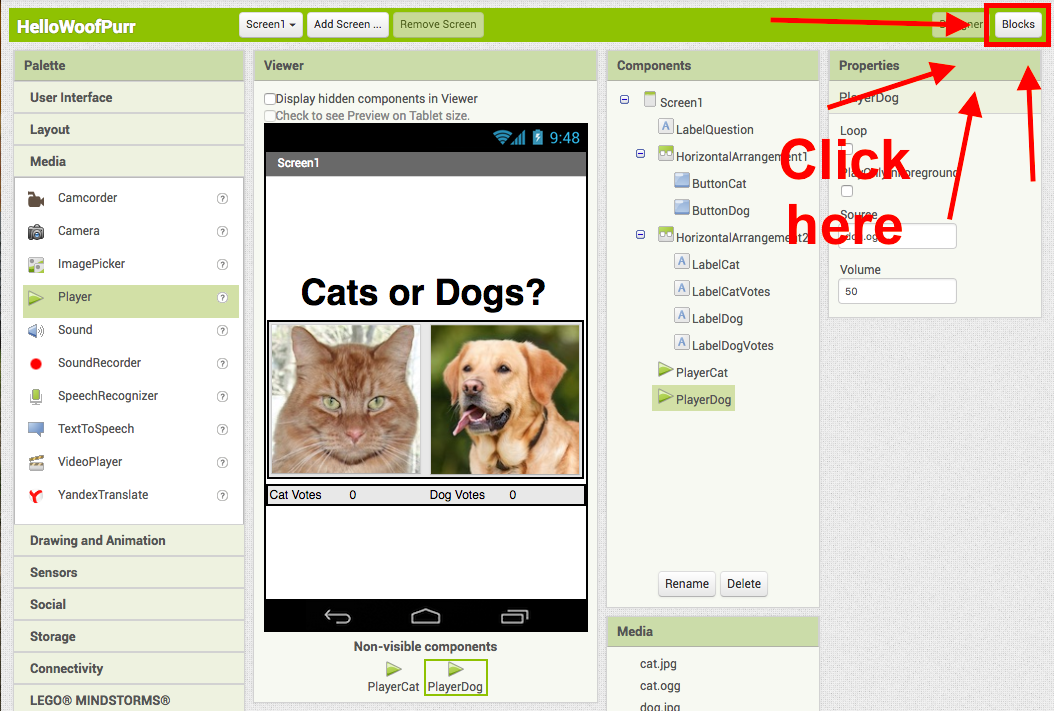 HelloWoofPurr
Screen1
Add Screen ...
Remove Screen
Blocks
Palette
User Interface
Layout
Media
Camcorder
?
Camera
?
ImagePicker
?
Player
?
Sound
?
SoundRecorder
?
SpeechRecognizer
?
TextToSpeech
?
VideoPlayer
?
YandexTranslate
?
Drawing and Animation
Sensors
Social
Storage
Connectivity
LEGO® MINDSTORMS®
Viewer
Display hidden components in Viewer
Check to see Preview on Tablet size.
9:48
Screen1
Cats or Dogs?
Cat Votes 0 Dog Votes 0
Non-visible components
PlayerCat PlayerDog
Components
Screen1
A LabelQuestion
HorizontalArrangement1
ButtonCat
ButtonDog
HorizontalArrangement2
A LabelCat
A LabelCatVotes
A LabelDog
A LabelDogVotes
PlayerCat
PlayerDog
Rename
Delete
Media
cat.jpg
cat.ogg
dog.jpg
Properties
PlayerDog
Loop
Source
Volume
50
Click
here